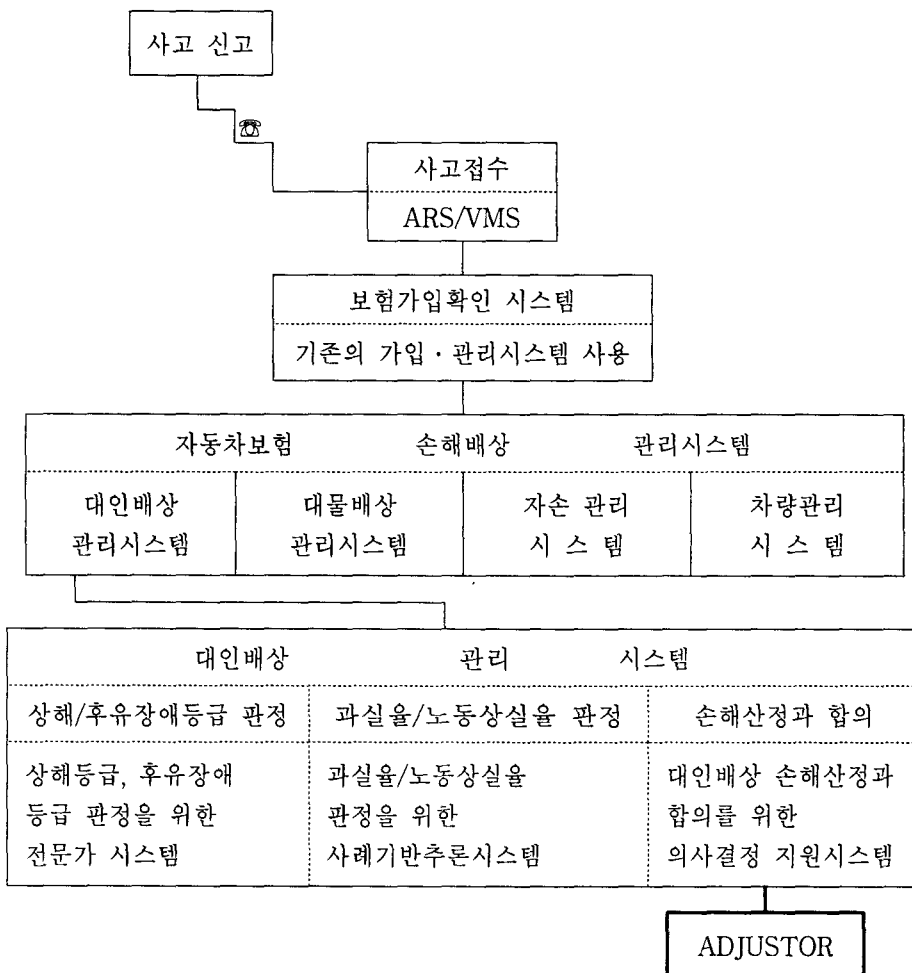 사고 신고
사고접수
ARS/VMS
보험가입확인 시스템
기존의 가입·관리시스템 사용
자동차보험 손해배상 관리시스템
대인배상
관리시스템
대물배상
관리시스템
자손 관리
시 스 템
차량관리
시 스 템
대인배상 관리 시스템
상해/후유장애등급 판정
과실율/노동상실율 판정
손해산정과 합의
상해등급, 후유장애
등급 판정을 위한
전문가 시스템
과실율/노동상실율
판정을 위한
사례기반추론시스템
대인배상 손해산정과
합의를 위한
의사결정 지원시스템
ADJUSTOR